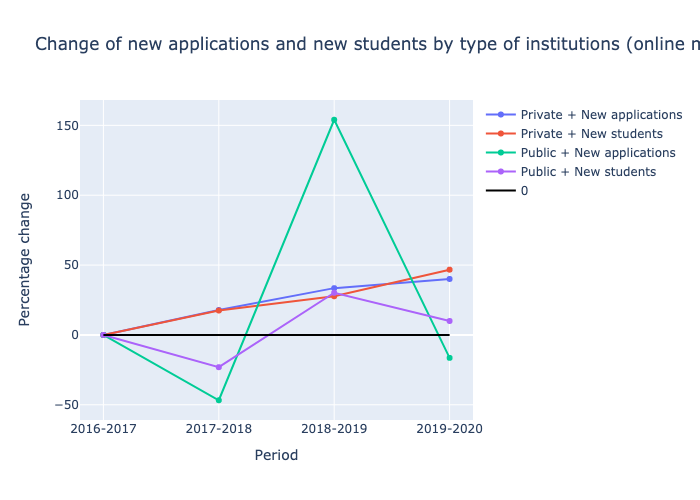 Change of new applications and new students by type of institutions (online
Private + New applications
Private + New students
Public + New applications
Public + New students
0
Percentage change
150
100
50
0
−50
2016-2017 2017-2018 2018-2019 2019-2020
Period